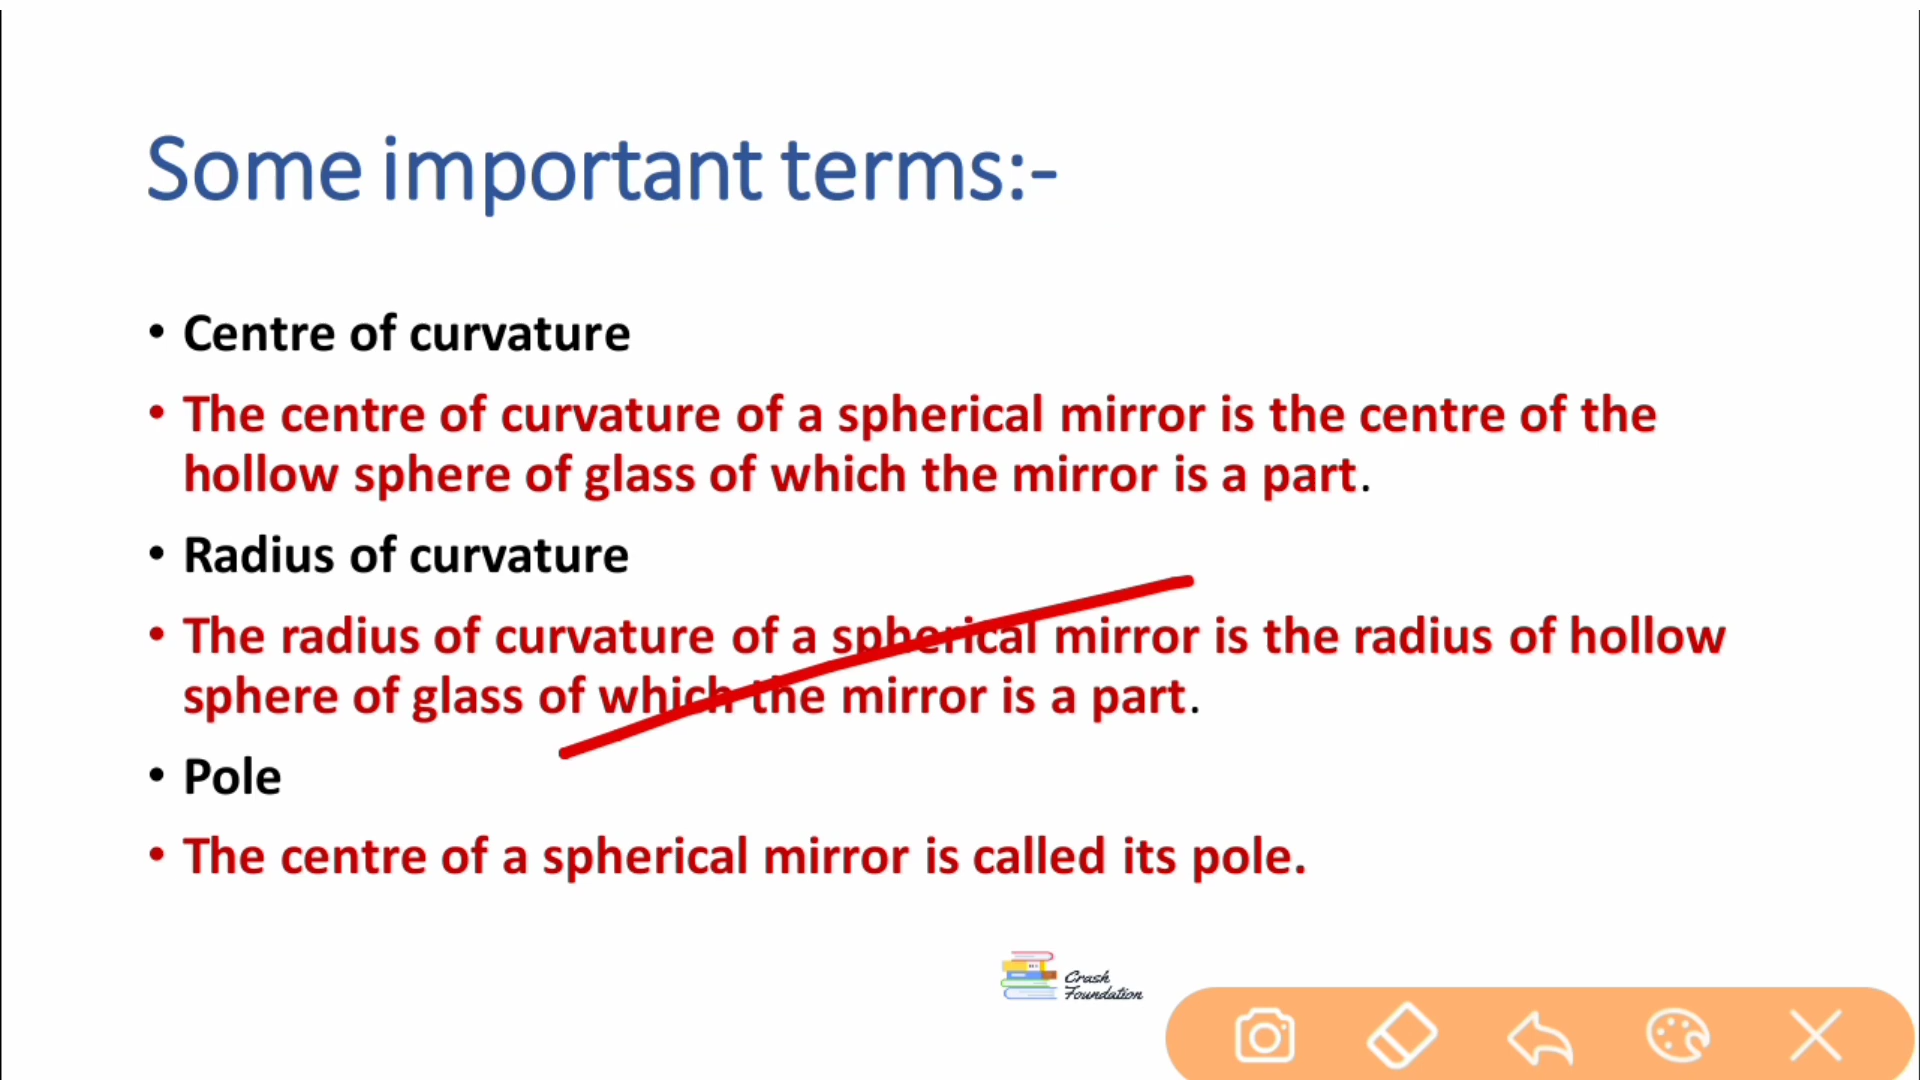 Some important terms:-
• Centre of curvature
• The centre of curvature of a spherical mirror is the centre of the
hollow sphere of glass of which the mirror is a part.
• Radius of curvature
• The radius of curvature of a spherical mirror is the radius of hollow
sphere of glass of which the mirror is a part.
• Pole
• The centre of a spherical mirror is called its pole.
Crash
Foundation